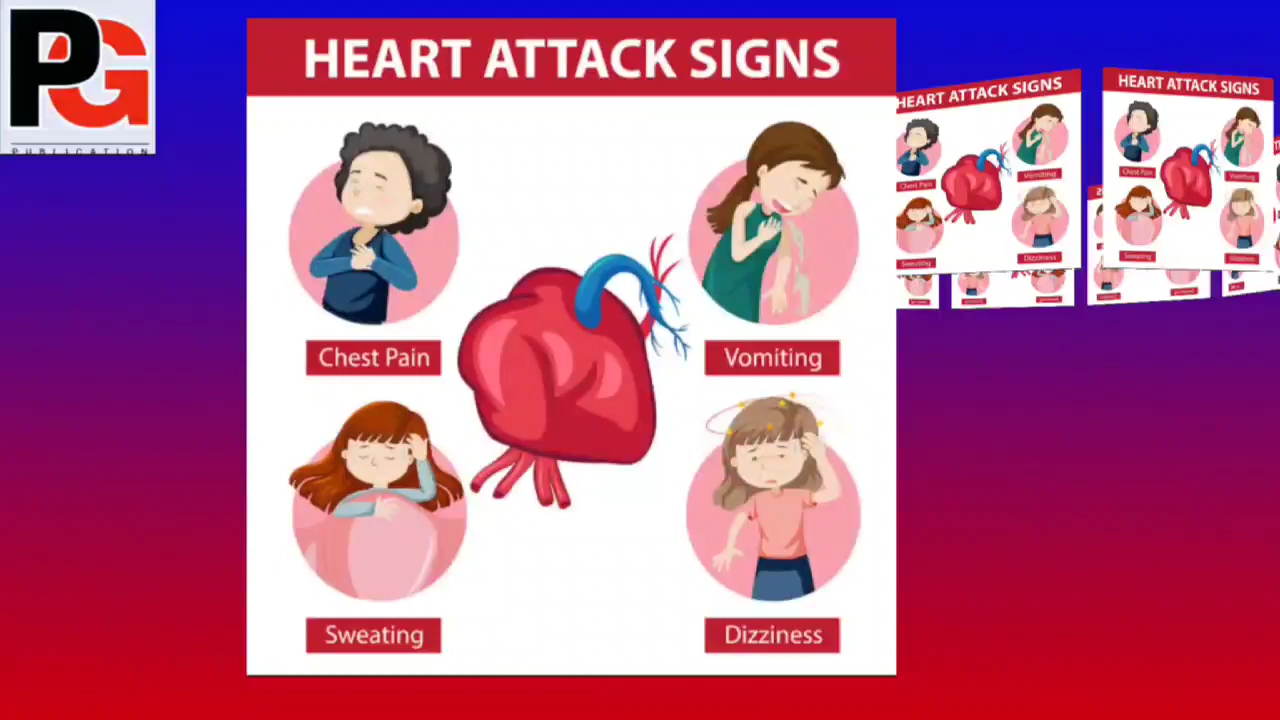 PG
PUBLICATION
HEART ATTACK SIGNS
Chest Pain
Vomiting
Sweating
Dizziness
HEART ATTACK SIGNS
Chest Pain
Vomiting
Sweating
Dizziness
HEART ATTACK SIGNS
Chest Pain
Vomiting
Sweating
Dizziness